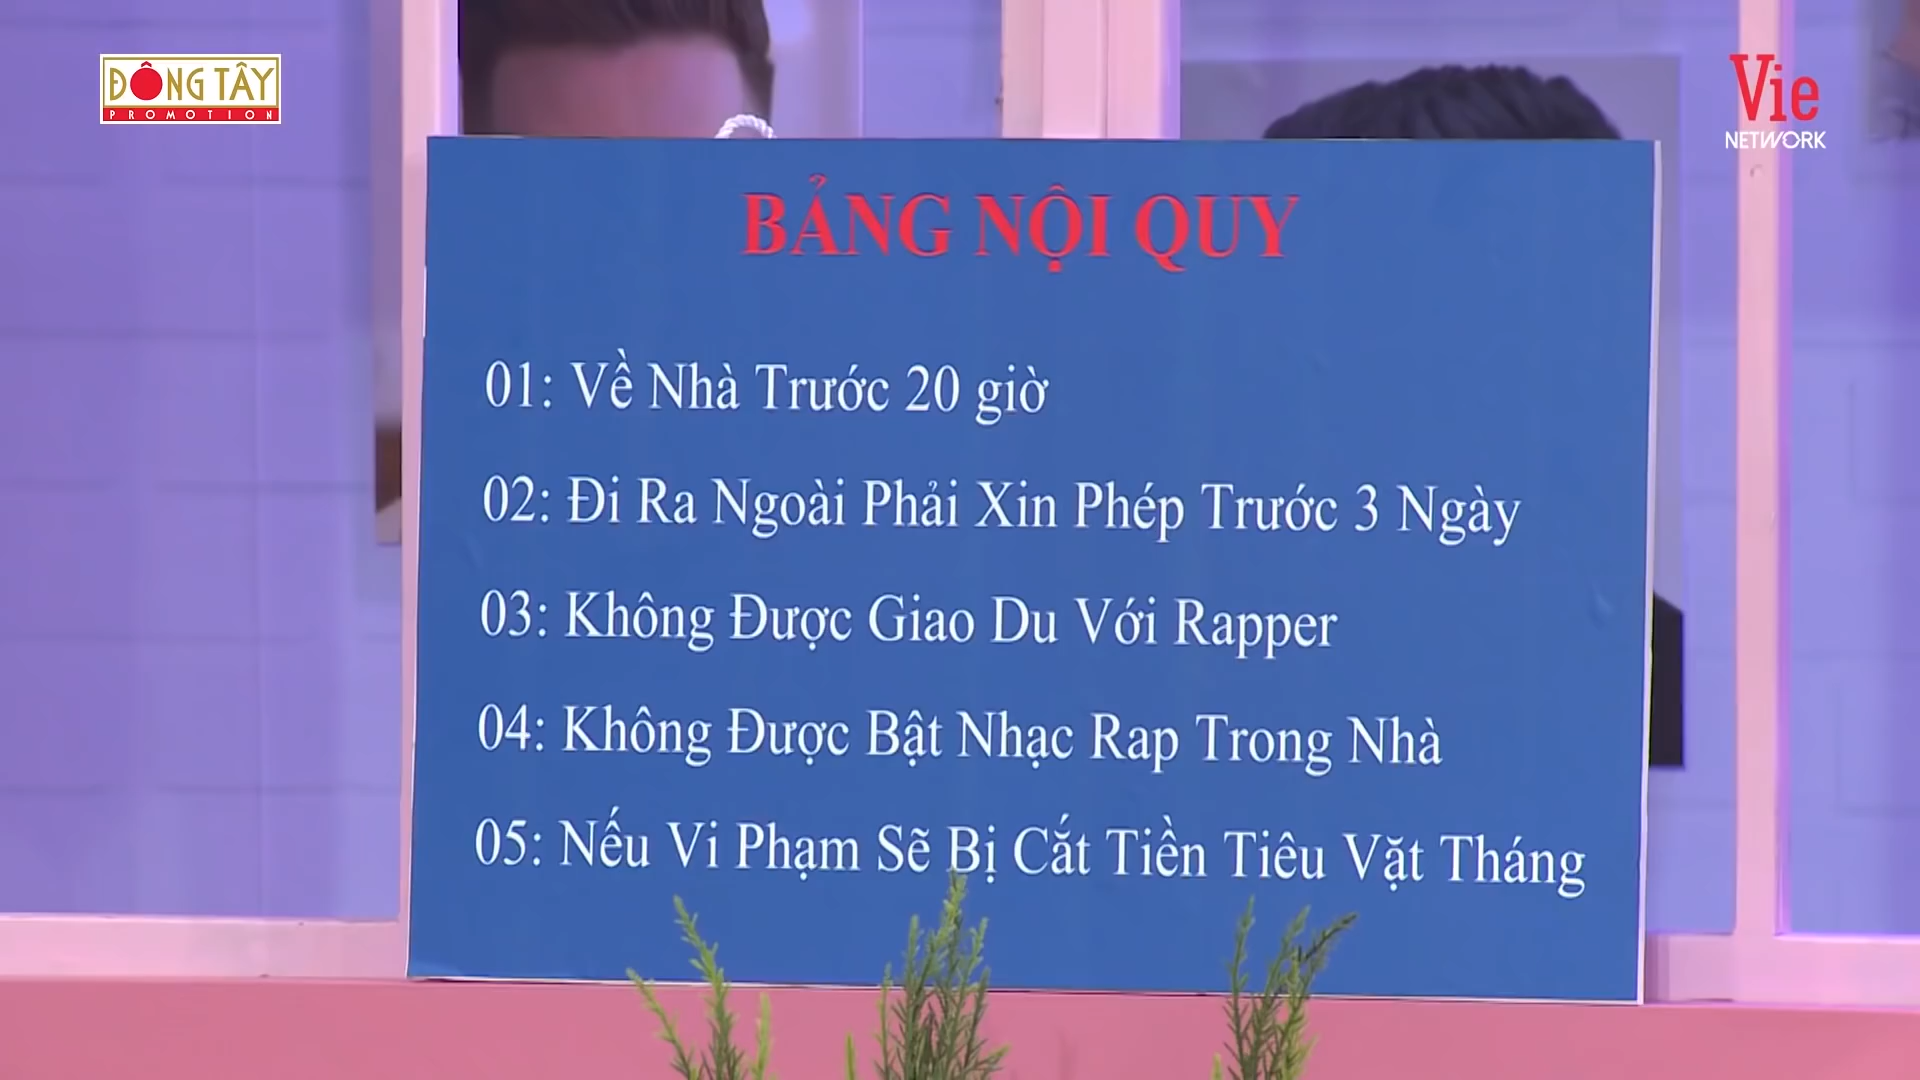 ĐÔNG TÂY
PROMOTION
Vie
NETWORK
BẢNG NỘI QUY
01: Về Nhà Trước 20 giờ
02: Đi Ra Ngoài Phải Xin Phép Trước 3 Ngày
03: Không Được Giao Du Với Rapper
04: Không Được Bật Nhạc Rap Trong Nhà
05: Nếu Vi Phạm Sẽ Bị Cắt Tiền Tiêu Vặt Tháng